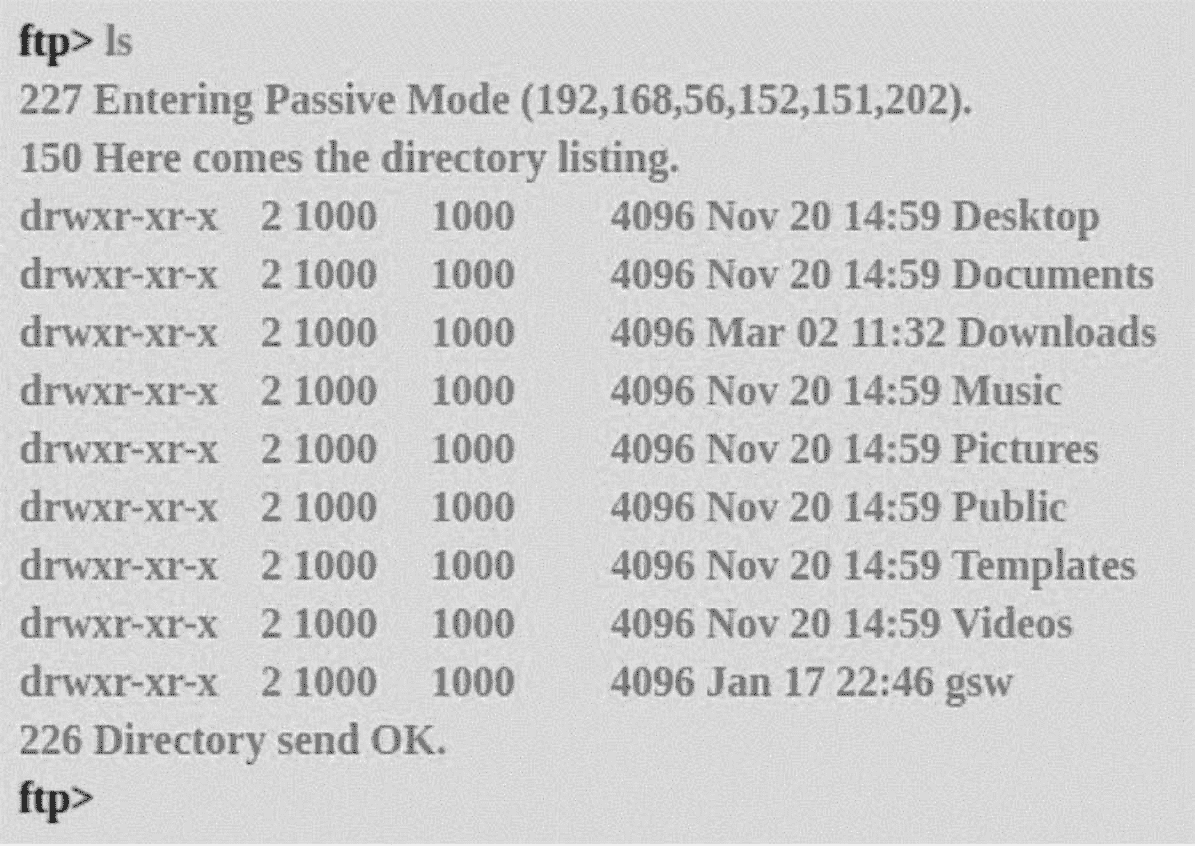 ftp> ls
227 Entering Passive Mode (192,168,56,152,151,202).
150 Here comes the directory listing.
drwxr-xr-x 2 1000 1000 4096 Nov 20 14:59 Desktop
drwxr-xr-x 2 1000 1000 4096 Nov 20 14:59 Documents
drwxr-xr-x 2 1000 1000 4096 Mar 02 11:32 Downloads
drwxr-xr-x 2 1000 1000 4096 Nov 20 14:59 Music
drwxr-xr-x 2 1000 1000 4096 Nov 20 14:59 Pictures
drwxr-xr-x 2 1000 1000 4096 Nov 20 14:59 Public
drwxr-xr-x 2 1000 1000 4096 Nov 20 14:59 Templates
drwxr-xr-x 2 1000 1000 4096 Nov 20 14:59 Videos
drwxr-xr-x 2 1000 1000 4096 Jan 17 22:46 gsw
226 Directory send OK.
ftp>